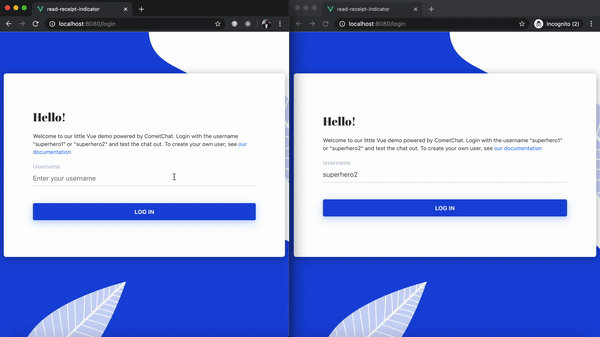 read-receipt-indicator
localhost:8080/login
Hello!
Welcome to our little Vue demo powered by CometChat. Login with the username
"superhero1" or "superhero2" and test the chat out. To create your own user, see our
documentation
Username
Enter your username
LOG IN
read-receipt-indicator
localhost:8080/login
Incognito (2)
Hello!
Welcome to our little Vue demo powered by CometChat. Login with the username "superhero1"
or "superhero2" and test the chat out. To create your own user, see our documentation
Username
superhero2
LOG IN